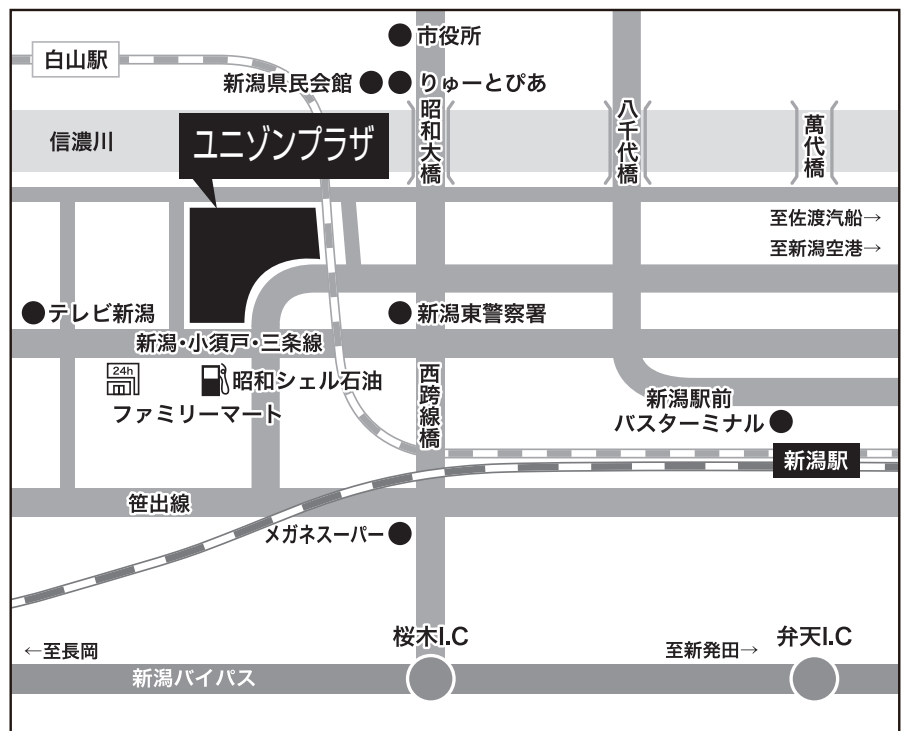 市役所
白山駅
新潟県民会館
りゅーとぴあ
信濃川
ユニゾンプラザ
昭和大橋
八千代橋
萬代橋
至佐渡汽船→
至新潟空港→
テレビ新潟
新潟東警察署
新潟・小須戸・三条線
24h
ファミリーマート
昭和シェル石油
西跨線橋
新潟駅前
バスターミナル
新潟駅
笹出線
メガネスーパー
桜木I.C
弁天I.C
←至長岡
至新発田→
新潟バイパス